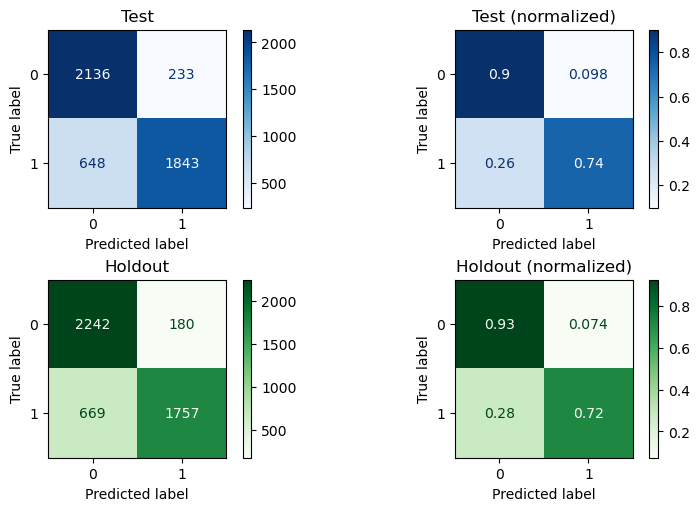 Test
0 2136 233 2000
True label
1500
1000
1 648 1843 500
0 1
Predicted label
Test (normalized)
0 0.9 0.098 0.8
True label
0.6
0.4
1 0.26 0.74 0.2
0 1
Predicted label
Holdout
0 2242 180 2000
True label
1500
1000
1 669 1757 500
0 1
Predicted label
Holdout (normalized)
0 0.93 0.074 0.8
True label
0.6
0.4
1 0.28 0.72 0.2
0 1
Predicted label